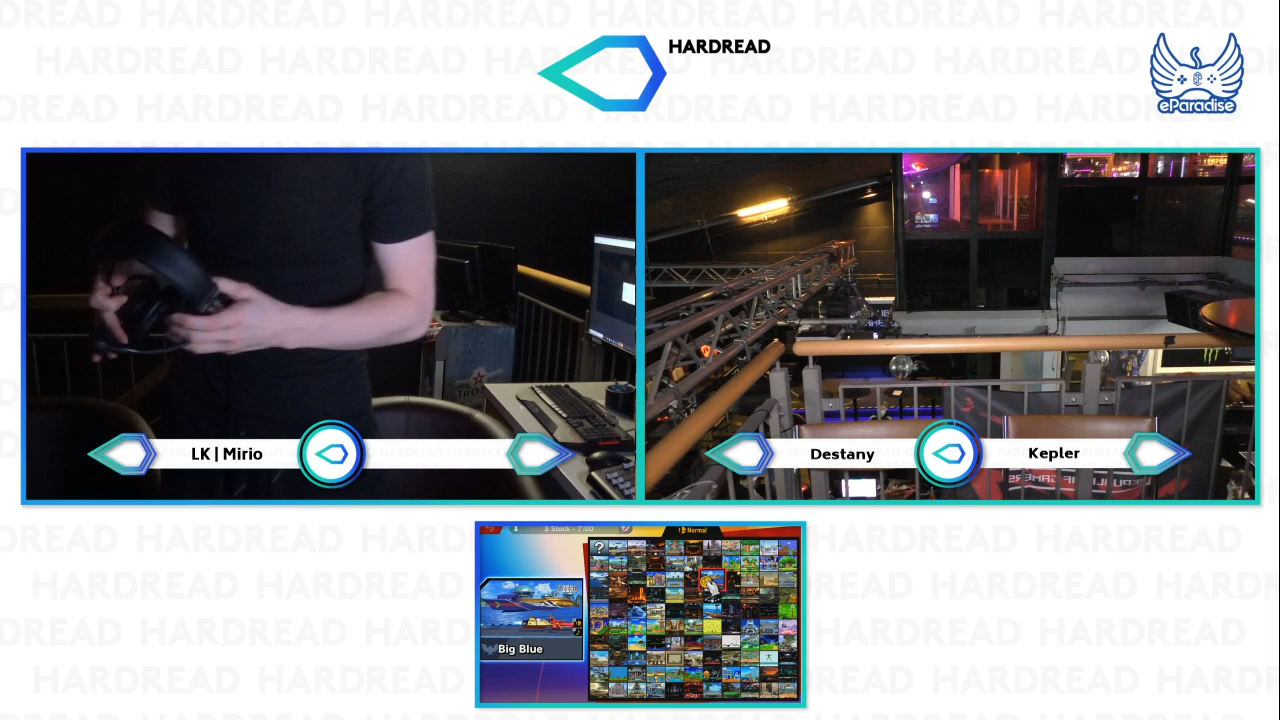 HARDREAD
eParadise
LK | Mirio
Destany
Kepler
3 Stock – 7:00
Normal
Big Blue